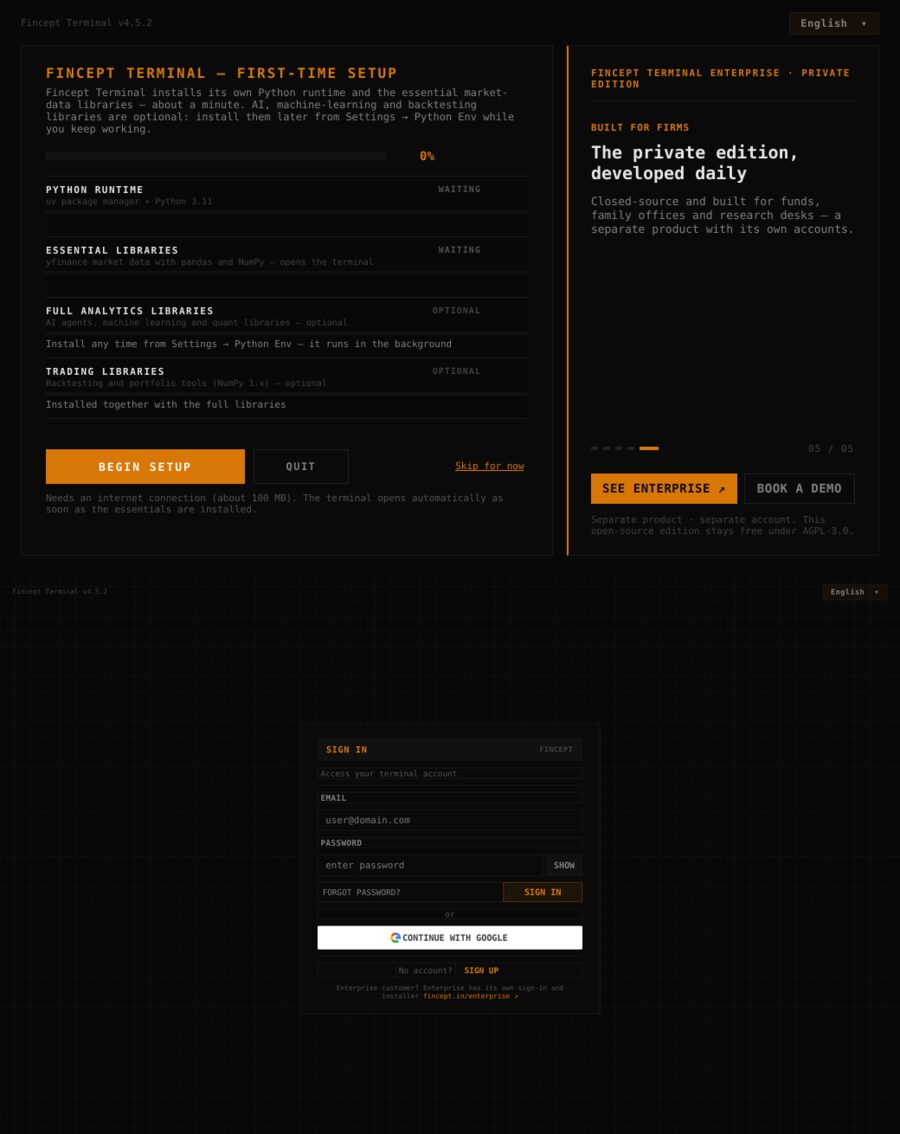 Fincept Terminal v4.5.2
English ▾
FINCEPT TERMINAL — FIRST-TIME SETUP
Fincept Terminal installs its own Python runtime and the essential market-
data libraries — about a minute. AI, machine-learning and backtesting
libraries are optional: install them later from Settings → Python Env while
you keep working.
0%
PYTHON RUNTIME
WAITING
uv package manager + Python 3.11
ESSENTIAL LIBRARIES
WAITING
yfinance market data with pandas and NumPy — opens the terminal
FULL ANALYTICS LIBRARIES
OPTIONAL
AI agents, machine learning and quant libraries — optional
Install any time from Settings → Python Env — it runs in the background
TRADING LIBRARIES
OPTIONAL
Backtesting and portfolio tools (NumPy 1.x) — optional
Installed together with the full libraries
BEGIN SETUP
QUIT
Skip for now
Needs an internet connection (about 100 MB). The terminal opens automatically as
soon as the essentials are installed.
FINCEPT TERMINAL ENTERPRISE · PRIVATE
EDITION
BUILT FOR FIRMS
The private edition,
developed daily
Closed-source and built for funds,
family offices and research desks — a
separate product with its own accounts.
05 / 05
SEE ENTERPRISE ↗
BOOK A DEMO
Separate product · separate account. This
open-source edition stays free under AGPL-3.0.
Fincept Terminal v4.5.2
English ▾
SIGN IN
FINCEPT
Access your terminal account
EMAIL
user@domain.com
PASSWORD
enter password
SHOW
FORGOT PASSWORD?
SIGN IN
or
CONTINUE WITH GOOGLE
No account?
SIGN UP
Enterprise customer? Enterprise has its own sign-in and
installer fincept.in/enterprise ↗